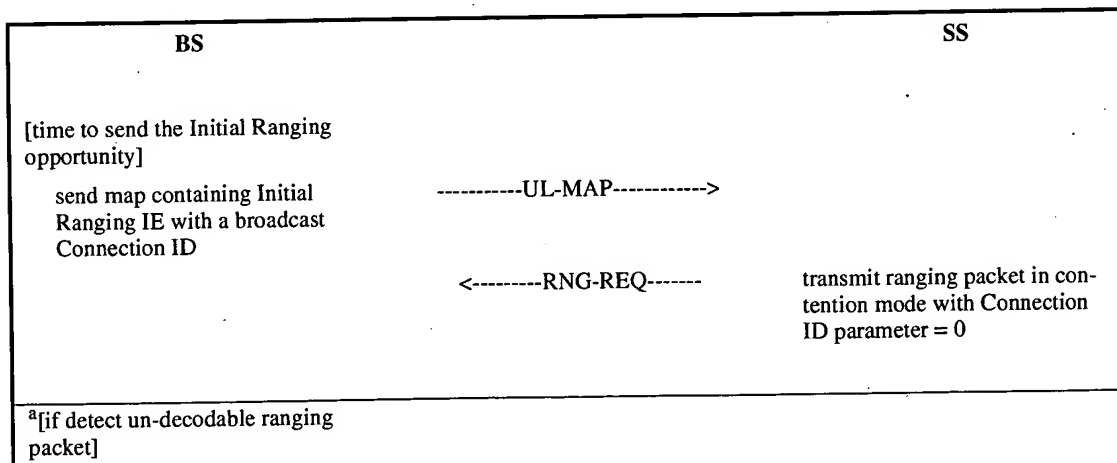 BS SS
[time to send the Initial Ranging
opportunity]
send map containing Initial
Ranging IE with a broadcast
Connection ID
-----------UL-MAP------------>
<---------RNG-REQ-------
transmit ranging packet in con-
tention mode with Connection
ID parameter = 0
a[if detect un-decodable ranging
packet]